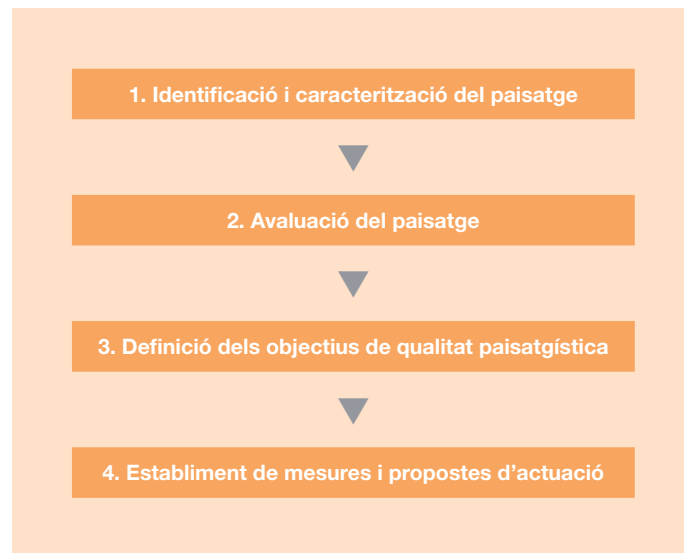 1. Identificació i caracterització del paisatge
2. Avaluació del paisatge
3. Definició dels objectius de qualitat paisatgística
4. Establiment de mesures i propostes d’actuació